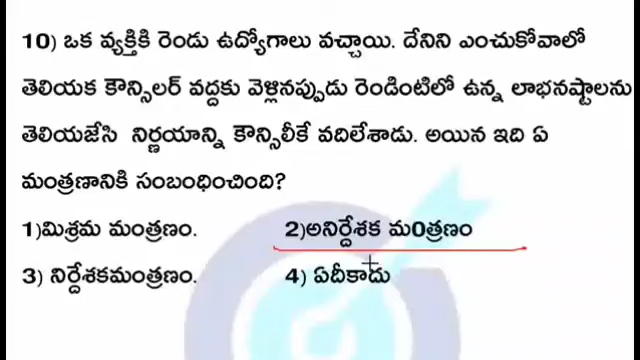 10) ఒక వ్యక్తికి రెండు ఉద్యోగాలు వచ్చాయి. దేనిని ఎంచుకోవాలో
తెలియక కౌన్సిలర్ వద్దకు వెళ్లినప్పుడు రెండింటిలో ఉన్న లాభనష్టాలను
తెలియజేసి నిర్ణయాన్ని కౌన్సిలీకే వదిలేశాడు. అయిన ఇది ఏ
మంత్రణానికి సంబంధించింది?
1)మిశ్రమ మంత్రణం. 2)అనిర్దేశక మ0త్రణం
3) నిర్దేశకమంత్రణం. 4) ఏదీకాదు